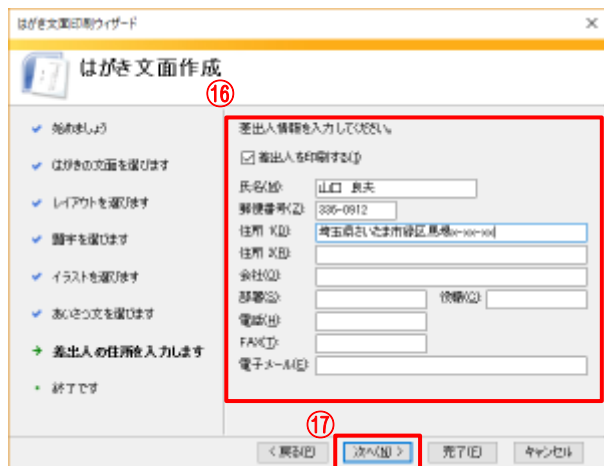 はがき文面印刷ウィザード
はがき文面作成
⑯
始めましょう
はがきの文面を選びます
レイアウトを選びます
題字を選びます
イラストを選びます
あいさつ文を選びます
差出人の住所を入力します
終了です
差出人情報を入力してください。
差出人を印刷する(I)
氏名(M): 山口 良夫
郵便番号(Z): 336-0912
住所 1(D): 埼玉県さいたま市緑区馬場x-xx-xx
住所 2(R):
会社(O):
部署(S): 役職(C):
電話(H):
FAX(T):
電子メール(E):
⑰
< 戻る(P) 次へ(N) > 完了(F) キャンセル